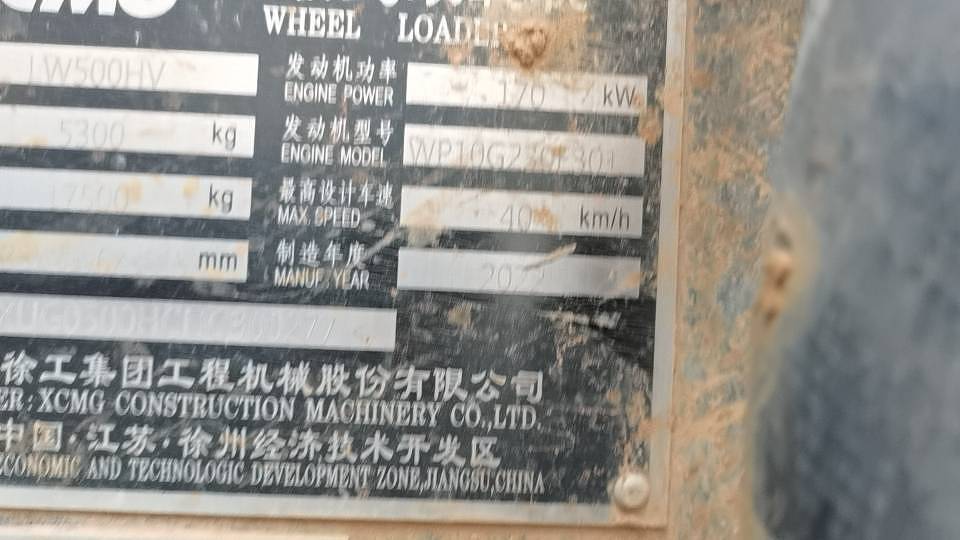 WHEEL LOADER
LW500HV
发动机功率
ENGINE POWER
170 kW
5300 kg
发动机型号
ENGINE MODEL
17500 kg
最高设计车速
MAX. SPEED
40 km/h
mm
制造年度
MANUF. YEAR
徐工集团工程机械股份有限公司
ER: XCMG CONSTRUCTION MACHINERY CO.,LTD.
中国·江苏·徐州经济技术开发区
ECONOMIC AND TECHNOLOGIC DEVELOPMENT ZONE,JIANGSU,CHINA